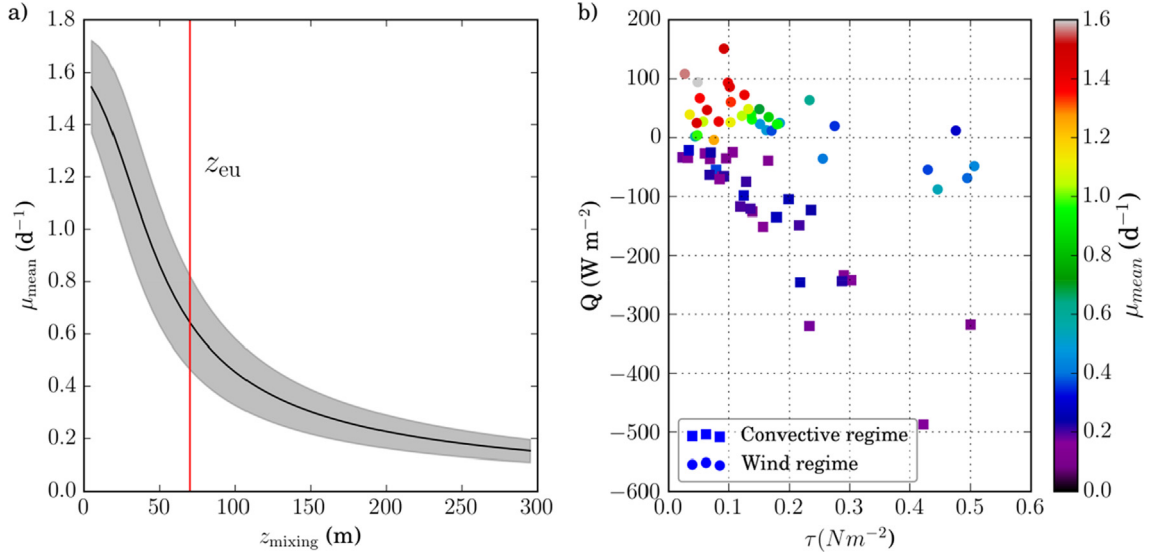 a)
1.8
1.6
1.4
1.2
1.0
0.8
0.6
0.4
0.2
0.0
μmean (d−1)
zeu
0 50 100 150 200 250 300
zmixing (m)
b)
200
100
0
−100
−200
−300
−400
−500
−600
Q (W m−2)
Convective regime
Wind regime
0.0 0.1 0.2 0.3 0.4 0.5 0.6
τ(Nm−2)
1.6
1.4
1.2
1.0
0.8
0.6
0.4
0.2
0.0
μmean (d−1)